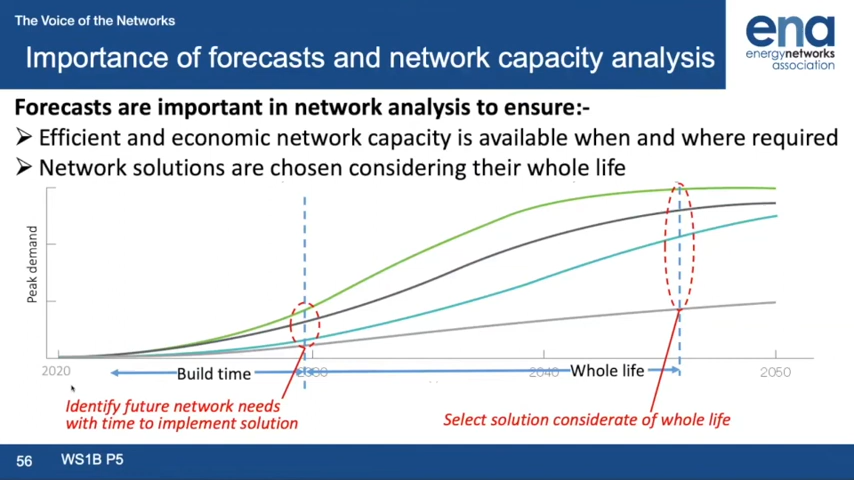 The Voice of the Networks
Importance of forecasts and network capacity analysis
ena
energynetworks
association
Forecasts are important in network analysis to ensure:-
➤ Efficient and economic network capacity is available when and where required
➤ Network solutions are chosen considering their whole life
Peak demand
2020
2030
2040
2050
Build time
Whole life
Identify future network needs
with time to implement solution
Select solution considerate of whole life
56
WS1B P5